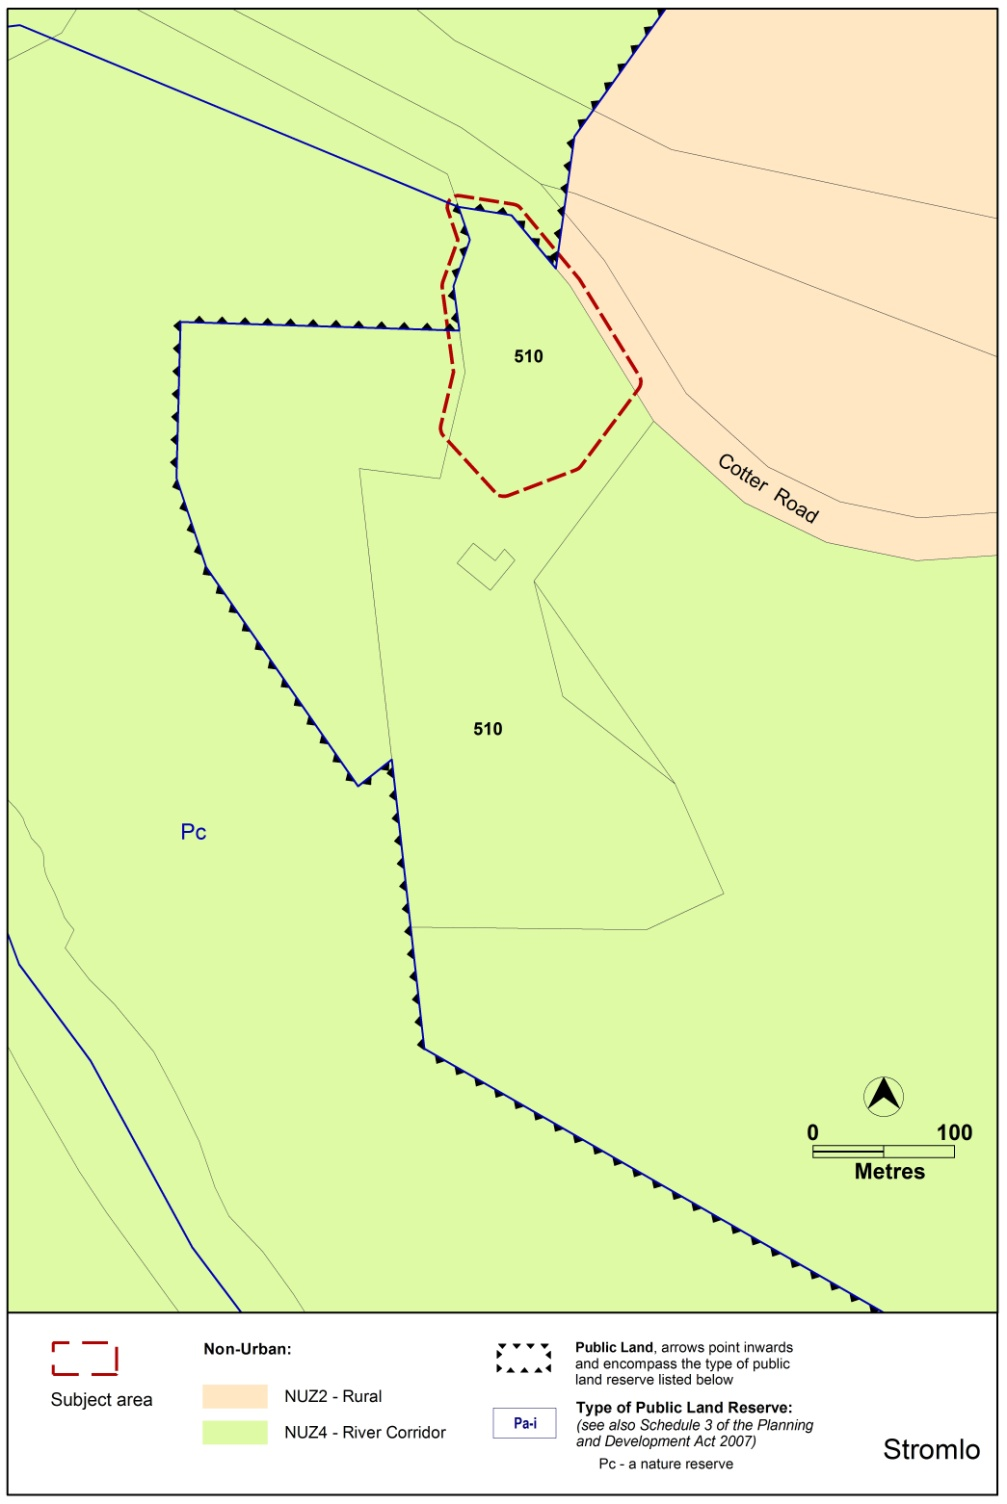 510
Cotter Road
510
Pc
0 100
Metres
Subject area
Non-Urban:
NUZ2 - Rural
NUZ4 - River Corridor
Public Land, arrows point inwards
and encompass the type of public
land reserve listed below
Pa-i
Type of Public Land Reserve:
(see also Schedule 3 of the Planning
and Development Act 2007)
Pc - a nature reserve
Stromlo